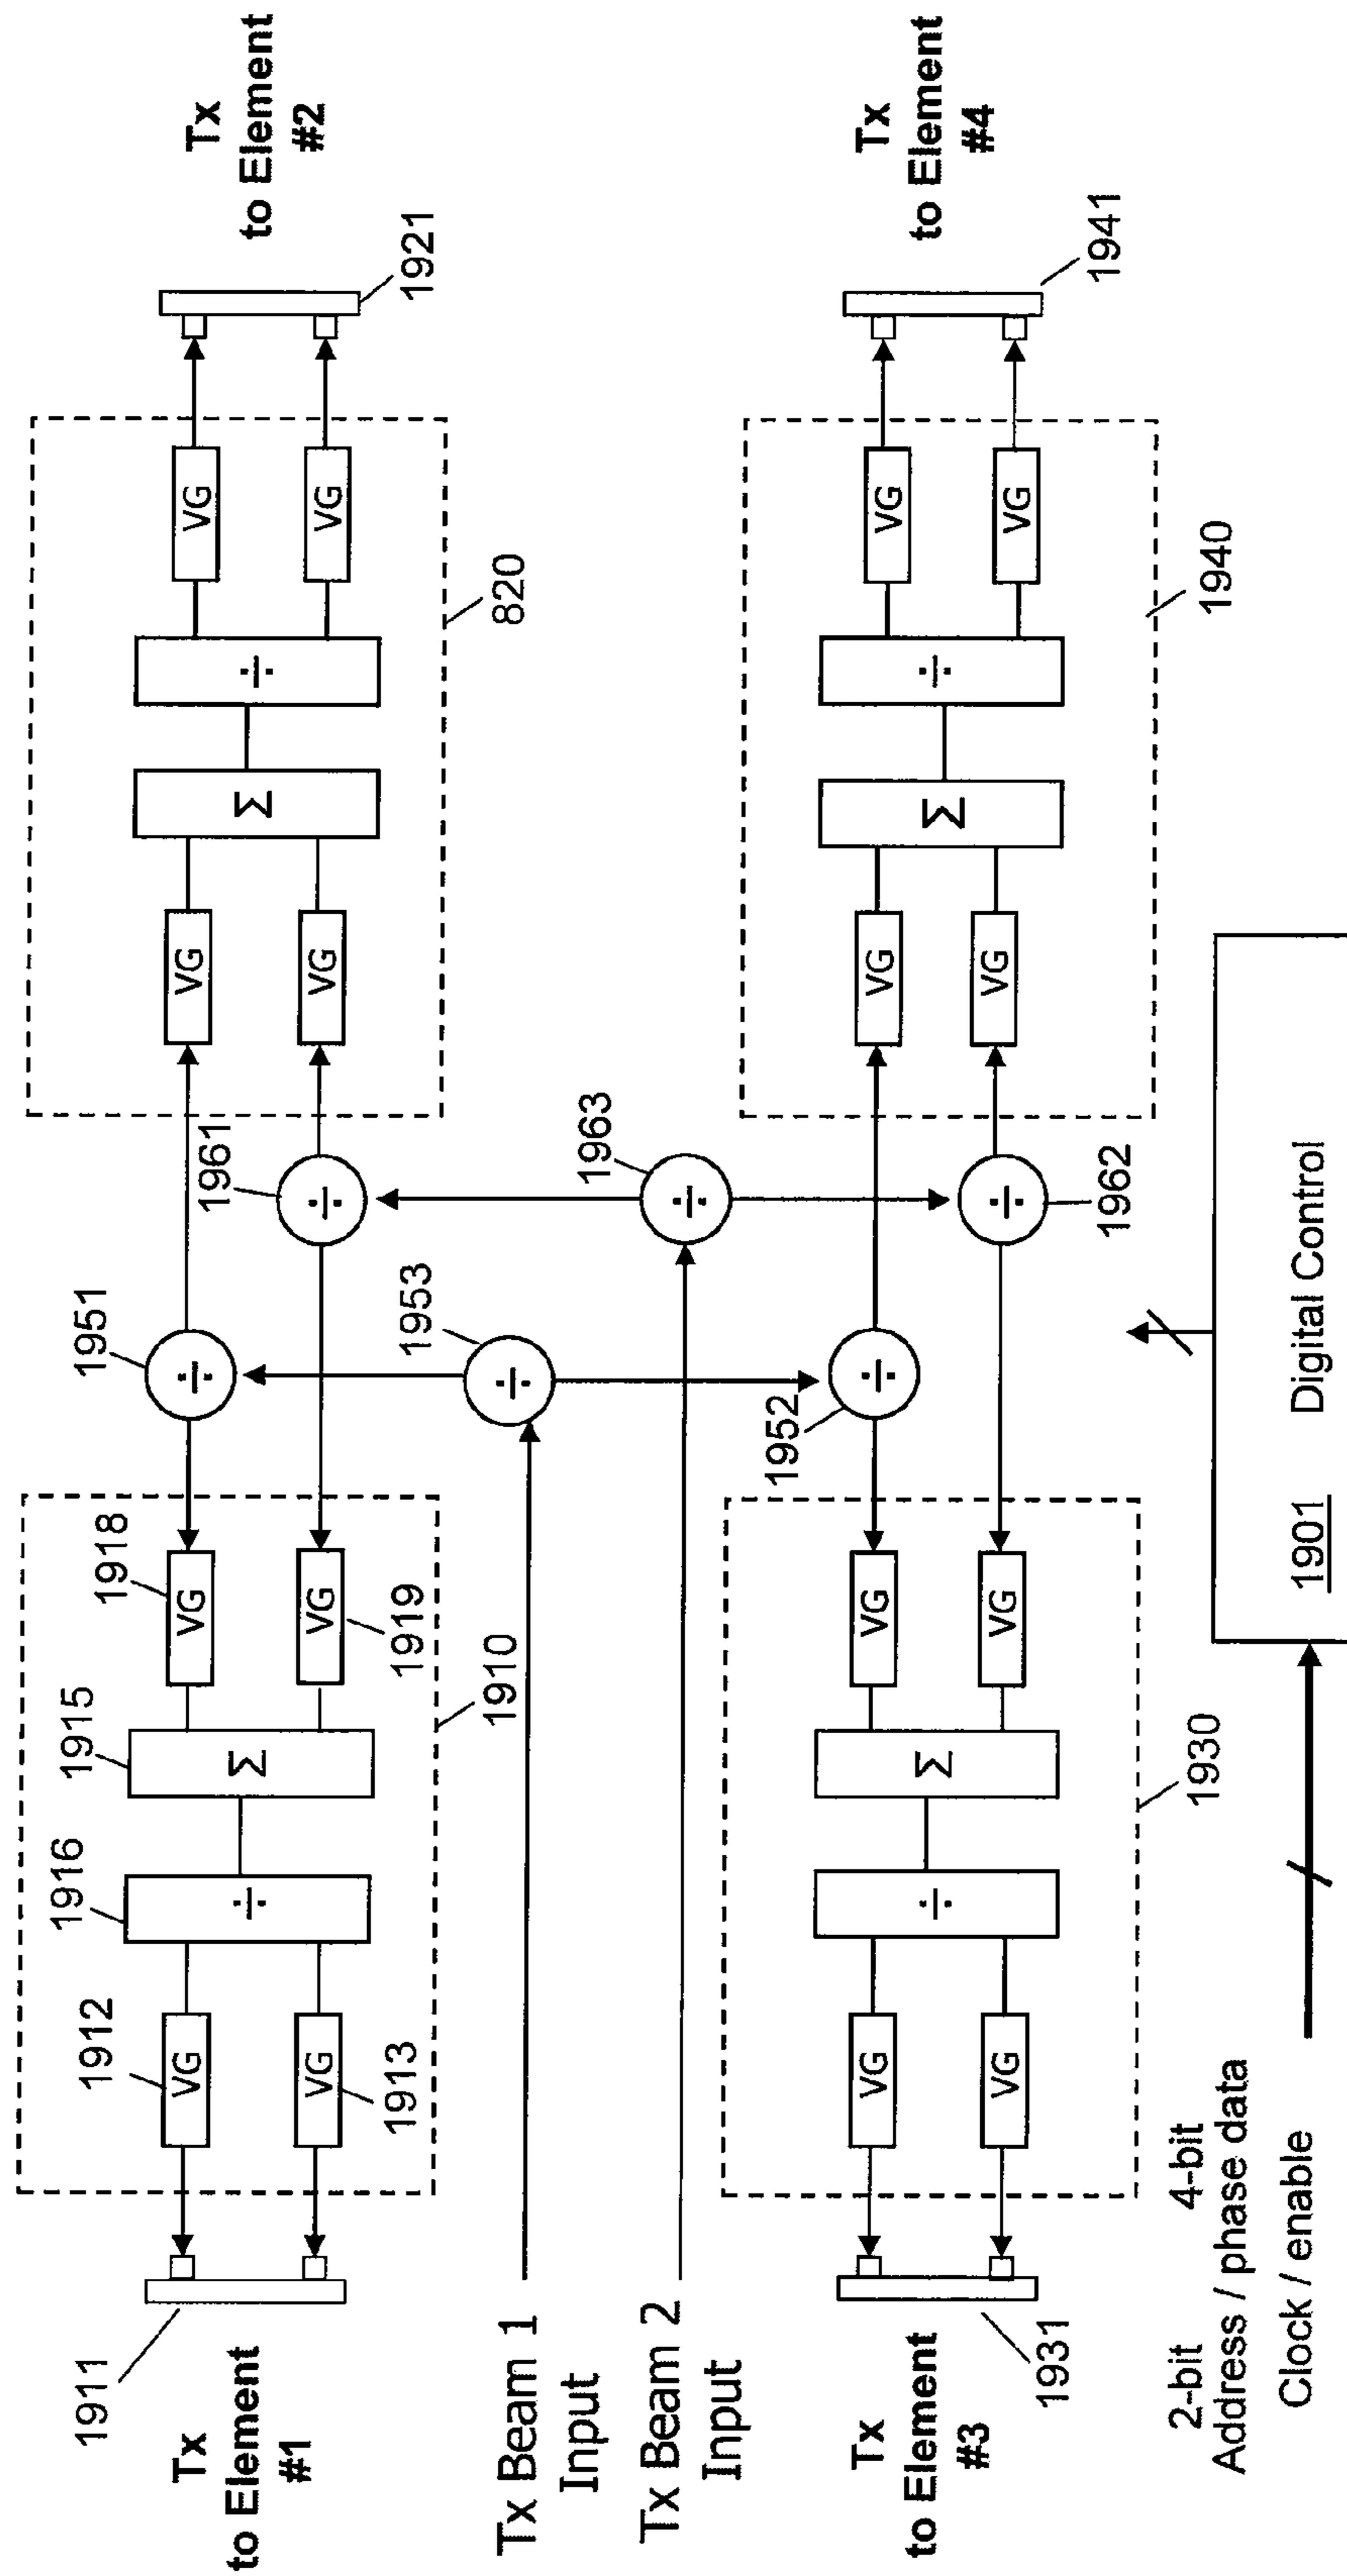 Tx
to Element
#1
1911
1912
VG
VG
1913
1916
÷
1915
Σ
1918
VG
VG
1919
1910
1951
÷
1961
÷
VG
VG
Σ
÷
VG
VG
820
1921
Tx
to Element
#2
Tx Beam 1
Input
Tx Beam 2
Input
1953
÷
1963
÷
Tx
to Element
#3
1931
VG
VG
÷
Σ
VG
VG
1930
1952
÷
÷
1962
VG
VG
Σ
÷
VG
VG
1940
1941
Tx
to Element
#4
2-bit 4-bit
Address / phase data
Clock / enable
1901 Digital Control